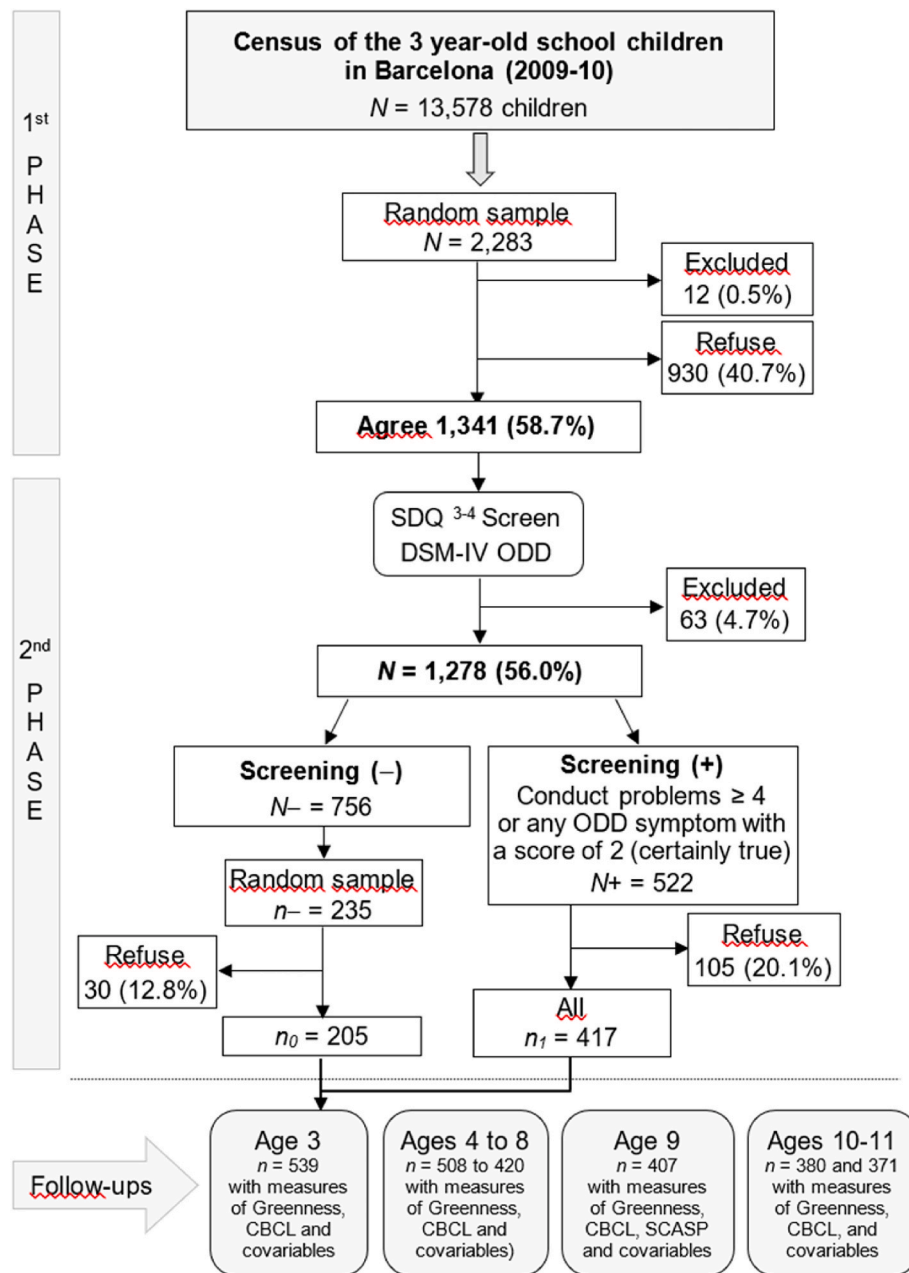 Census of the 3 year-old school children
in Barcelona (2009-10)
N = 13,578 children
1st
P
H
A
S
E
Random sample
N = 2,283
Excluded
12 (0.5%)
Refuse
930 (40.7%)
Agree 1,341 (58.7%)
2nd
P
H
A
S
E
SDQ 3-4 Screen
DSM-IV ODD
Excluded
63 (4.7%)
N = 1,278 (56.0%)
Screening (–)
N– = 756
Screening (+)
Conduct problems ≥ 4
or any ODD symptom with
a score of 2 (certainly true)
N+ = 522
Random sample
n– = 235
Refuse
30 (12.8%)
Refuse
105 (20.1%)
n0 = 205
All
n1 = 417
Follow-ups
Age 3
n = 539
with measures
of Greenness,
CBCL and
covariables
Ages 4 to 8
n = 508 to 420
with measures
of Greenness,
CBCL and
covariables)
Age 9
n = 407
with measures
of Greenness,
CBCL, SCASP
and covariables
Ages 10-11
n = 380 and 371
with measures
of Greenness,
CBCL, and
covariables